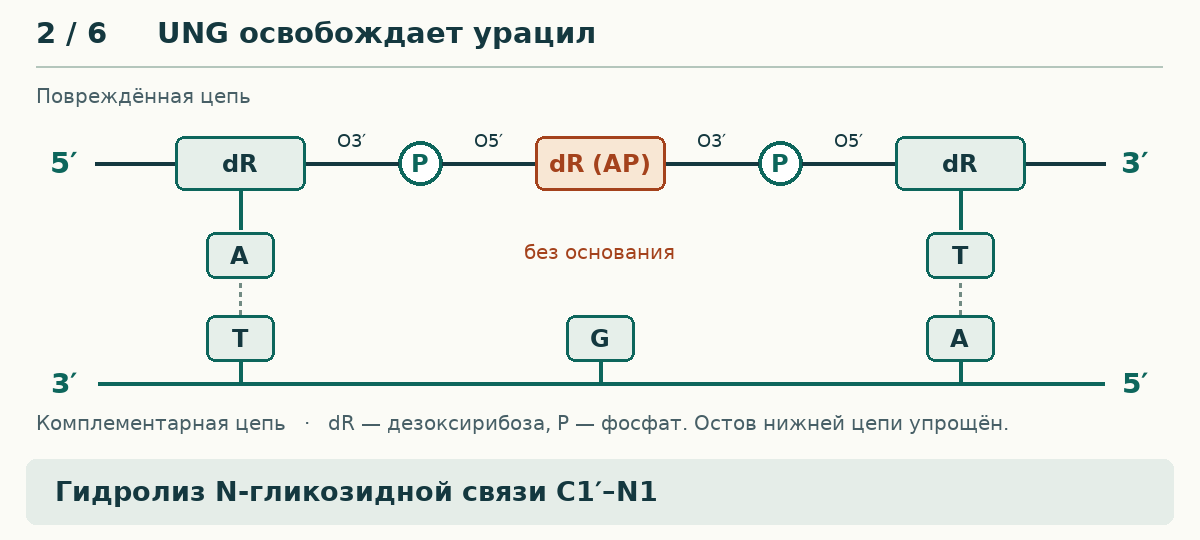 2 / 6 UNG освобождает урацил
Повреждённая цепь
O3′ O5′ O3′ O5′
5′ dR P dR (AP) P dR 3′
A без основания T
T G A
3′ 5′
Комплементарная цепь · dR — дезоксирибоза, P — фосфат. Остов нижней цепи упрощён.
Гидролиз N-гликозидной связи C1′–N1